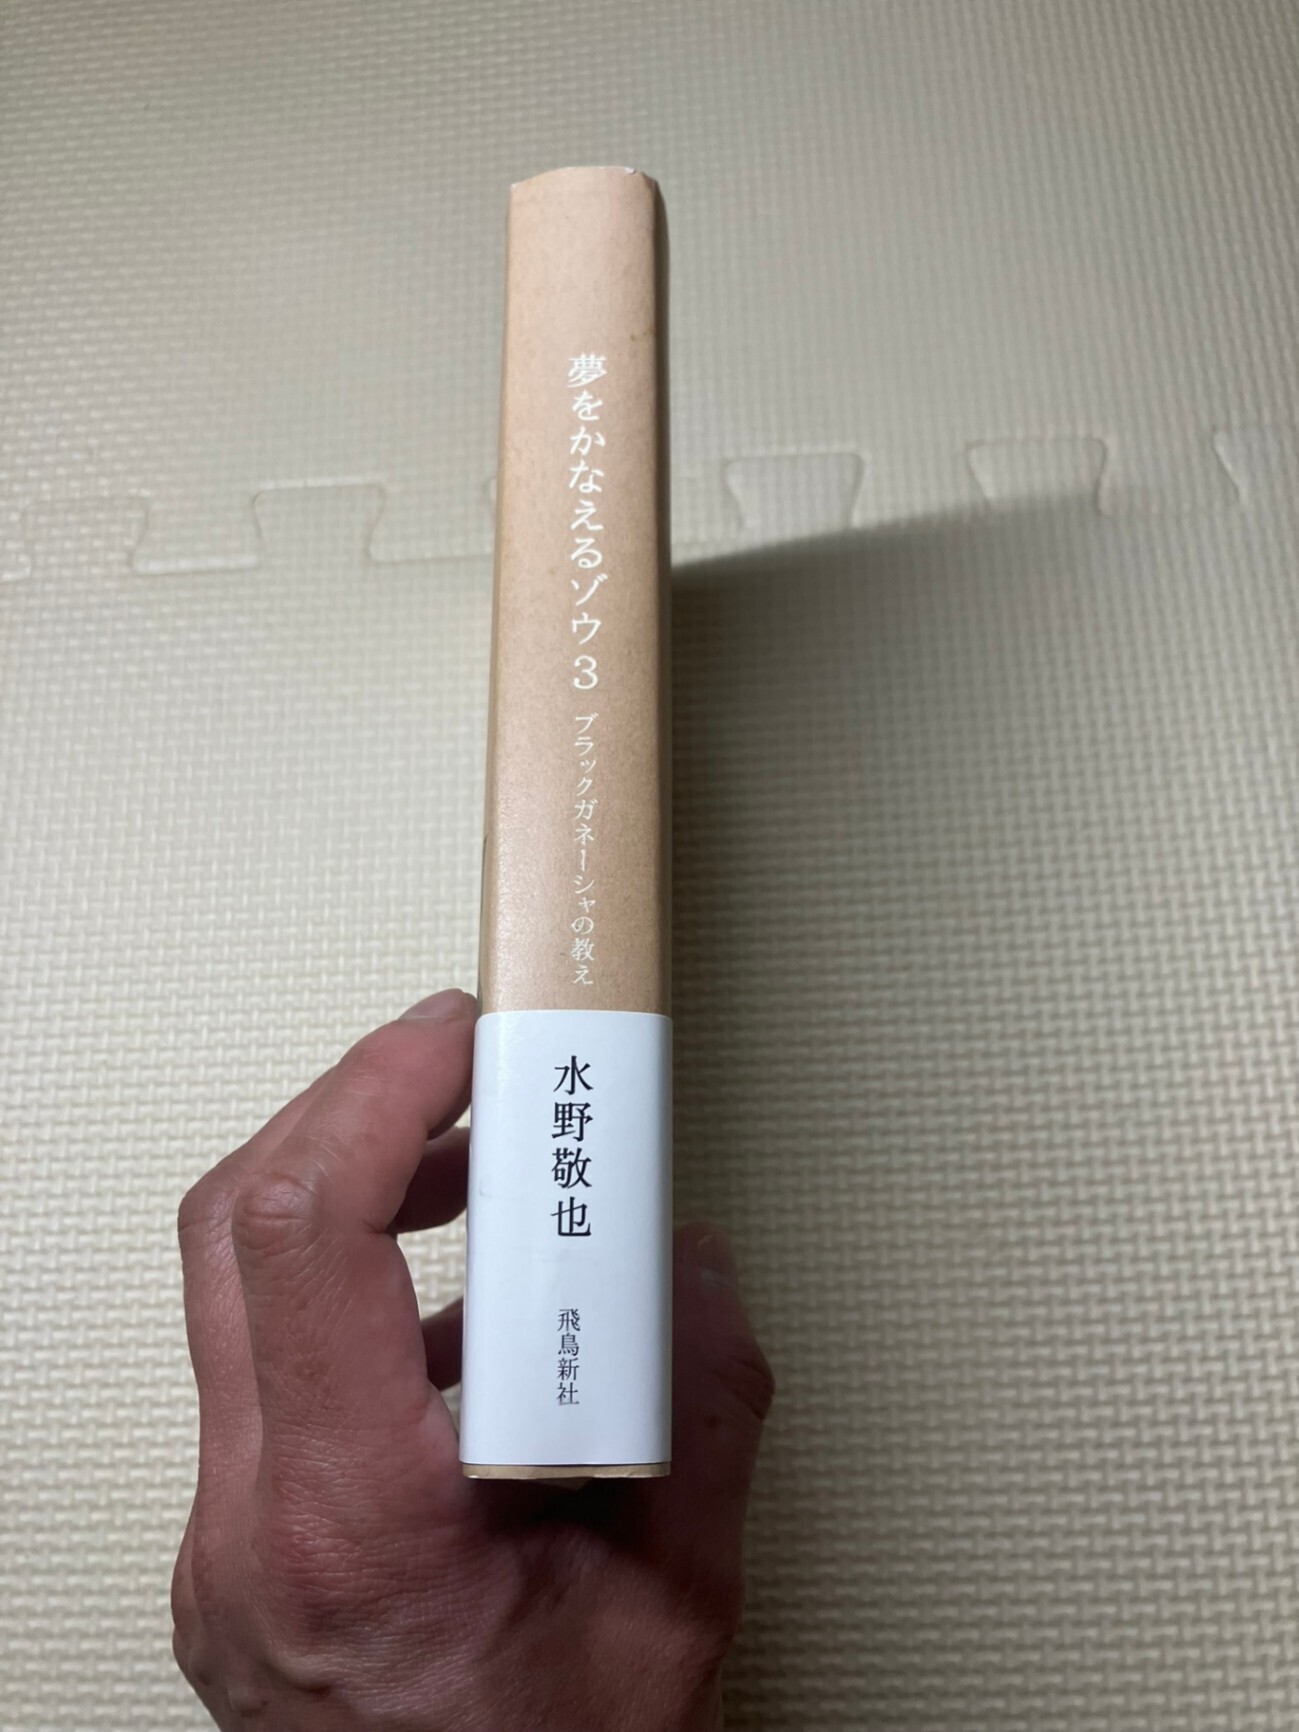 夢をかなえるゾウ3
ブラックガネーシャの教え
水野敬也
飛鳥新社